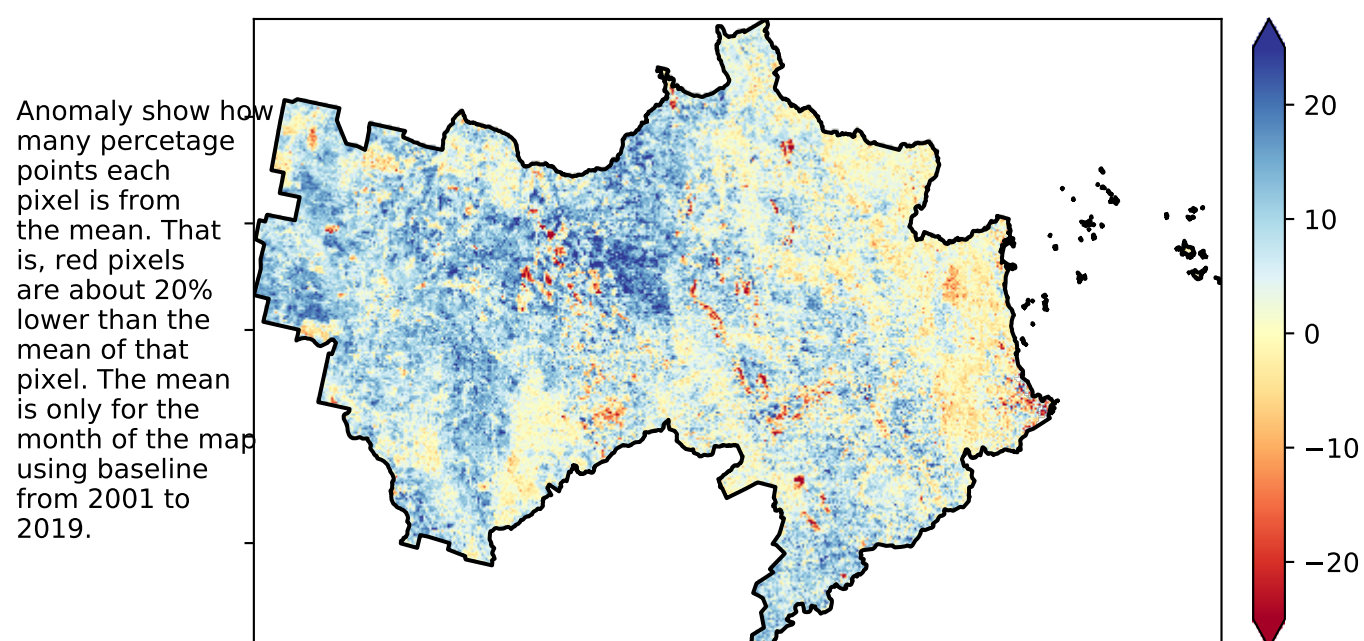 Anomaly show how
many percetage
points each
pixel is from
the mean. That
is, red pixels
are about 20%
lower than the
mean of that
pixel. The mean
is only for the
month of the map
using baseline
from 2001 to
2019.
20
10
0
−10
−20